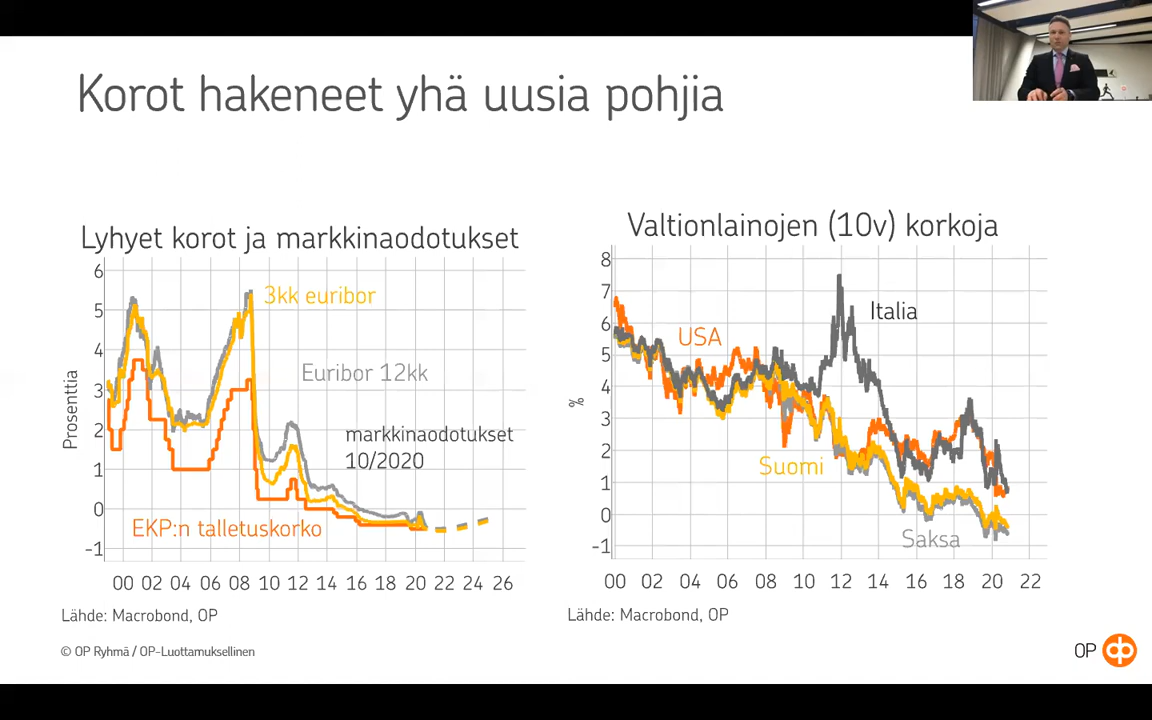 Korot hakeneet yhä uusia pohjia
Lyhyet korot ja markkinaodotukset
Prosenttia
6
5
4
3
2
1
0
-1
3kk euribor
Euribor 12kk
markkinaodotukset
10/2020
EKP:n talletuskorko
00 02 04 06 08 10 12 14 16 18 20 22 24 26
Lähde: Macrobond, OP
Valtionlainojen (10v) korkoja
%
8
7
6
5
4
3
2
1
0
-1
Italia
USA
Suomi
Saksa
00 02 04 06 08 10 12 14 16 18 20 22
Lähde: Macrobond, OP
© OP Ryhmä / OP-Luottamuksellinen
OP